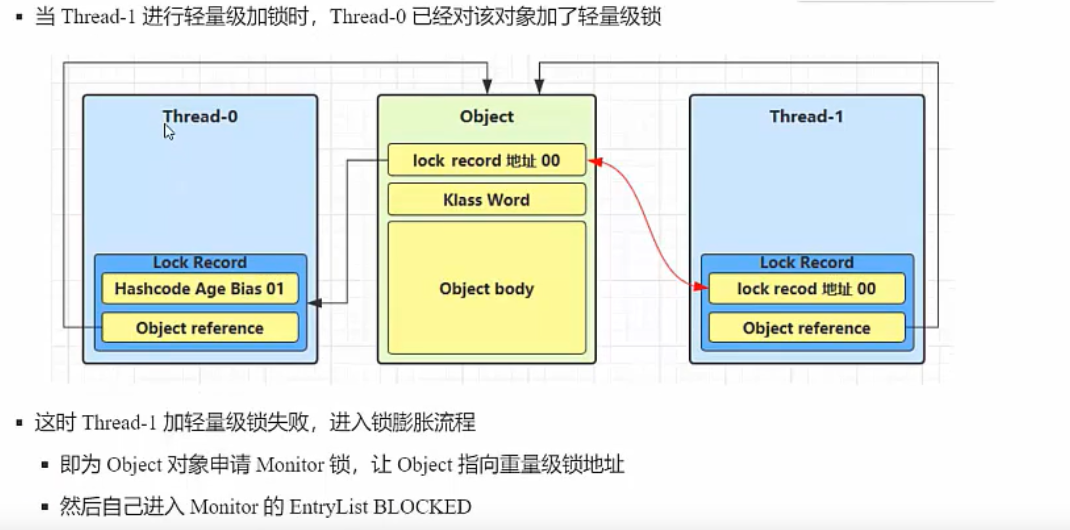 当 Thread-1 进行轻量级加锁时，Thread-0 已经对该对象加了轻量级锁
Thread-0
Object
Thread-1
lock record 地址 00
Klass Word
Object body
Lock Record
Hashcode Age Bias 01
Object reference
Lock Record
lock recod 地址 00
Object reference
这时 Thread-1 加轻量级锁失败，进入锁膨胀流程
即为 Object 对象申请 Monitor 锁，让 Object 指向重量级锁地址
然后自己进入 Monitor 的 EntryList BLOCKED